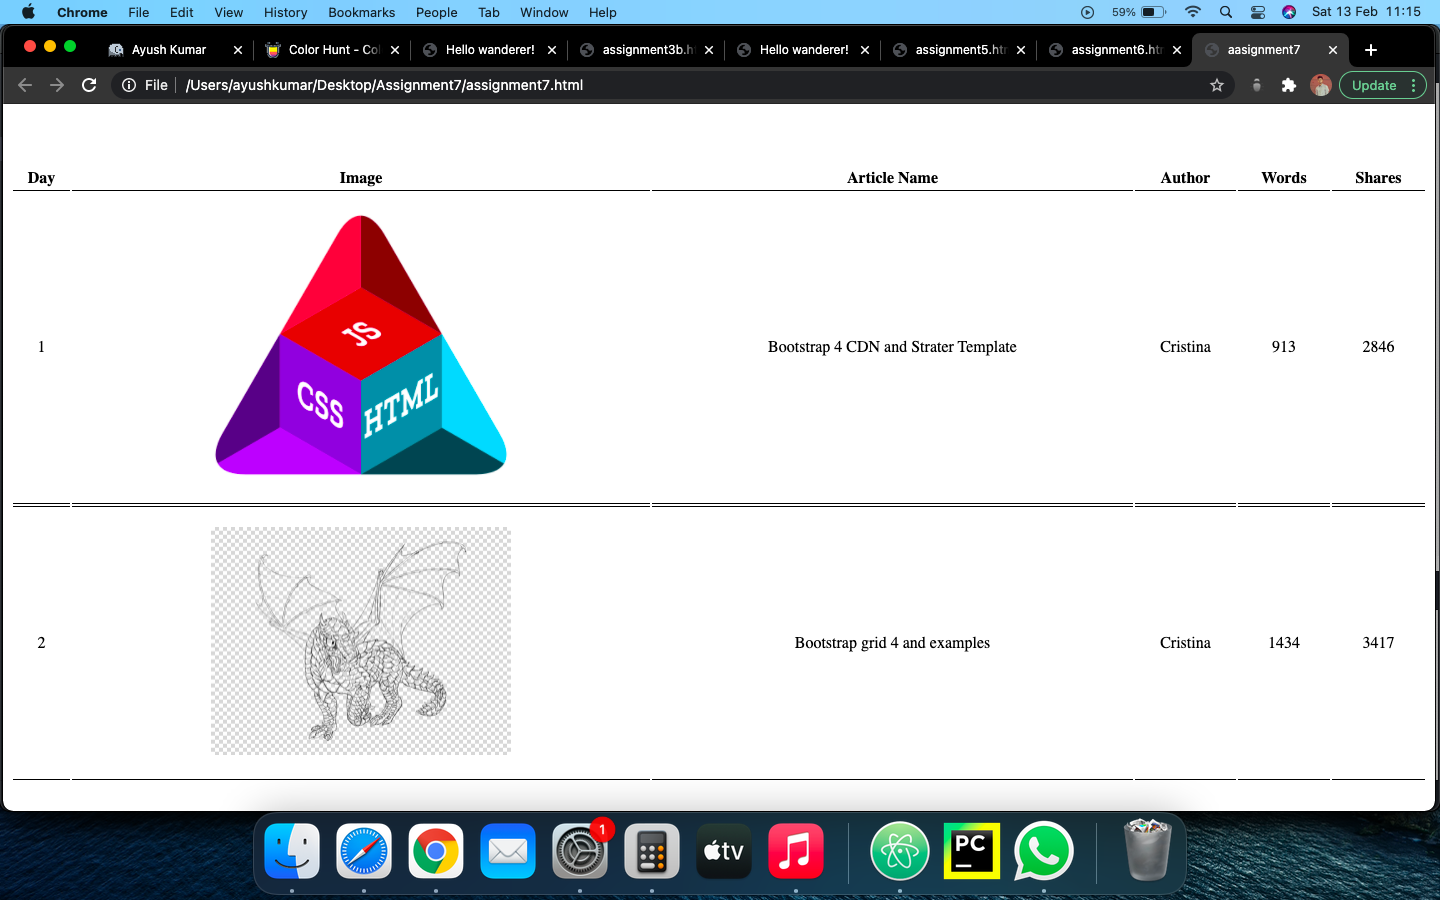 Chrome File Edit View History Bookmarks People Tab Window Help 59% Sat 13 Feb 11:15
Ayush Kumar Color Hunt - Co Hello wanderer! assignment3b.h Hello wanderer! assignment5.ht assignment6.ht aasignment7
File /Users/ayushkumar/Desktop/Assignment7/assignment7.html Update
Day Image Article Name Author Words Shares
JS
CSS HTML
1 Bootstrap 4 CDN and Strater Template Cristina 913 2846
2 Bootstrap grid 4 and examples Cristina 1434 3417
1
tv
PC